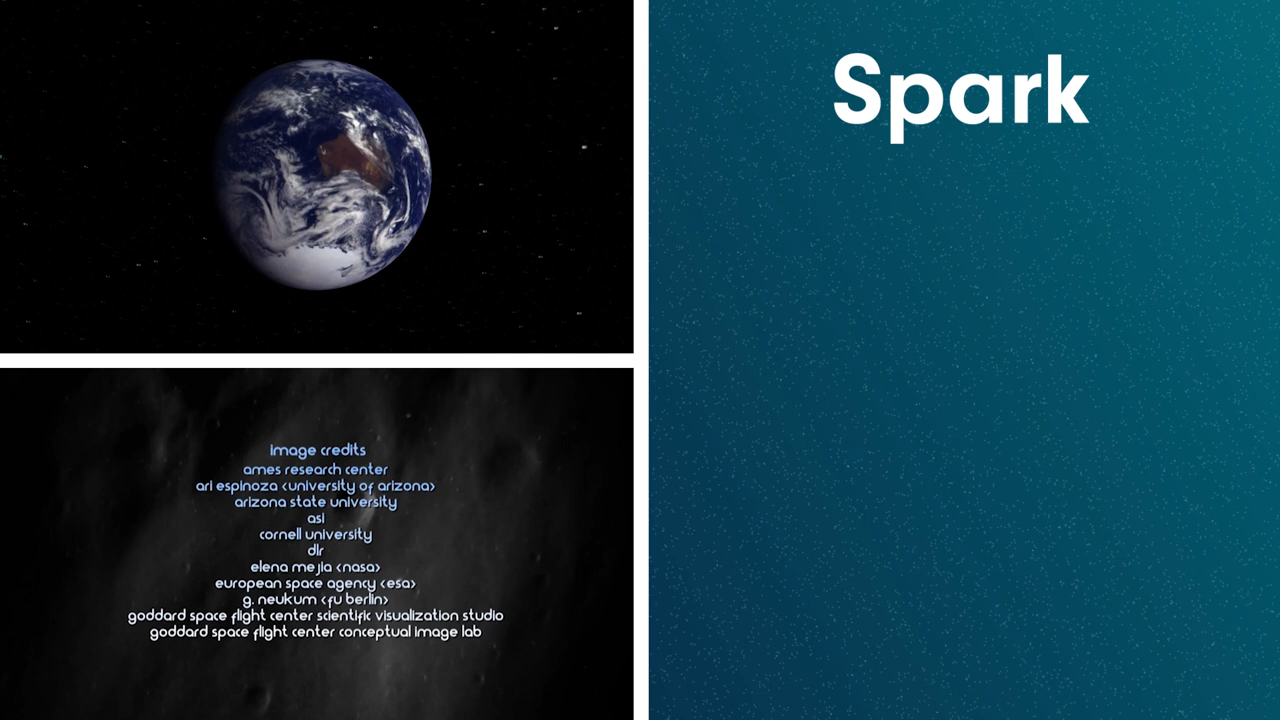 Spark
image credits
ames research center
ari espinoza <university of arizona>
arizona state university
asi
cornell university
dlr
elena mejia <nasa>
european space agency <esa>
g. neukum <fu berlin>
goddard space flight center scientific visualization studio
goddard space flight center conceptual image lab